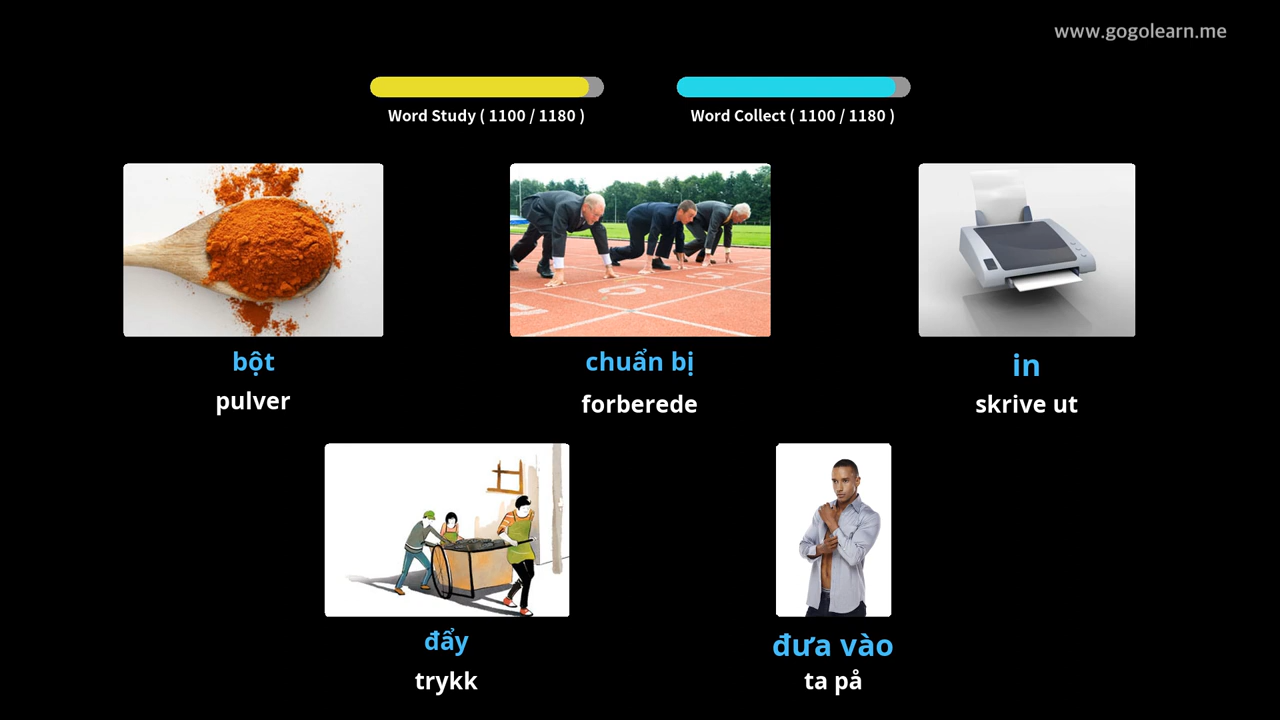 www.gogolearn.me
Word Study ( 1100 / 1180 )
Word Collect ( 1100 / 1180 )
bột
pulver
chuẩn bị
forberede
in
skrive ut
đẩy
trykk
đưa vào
ta på